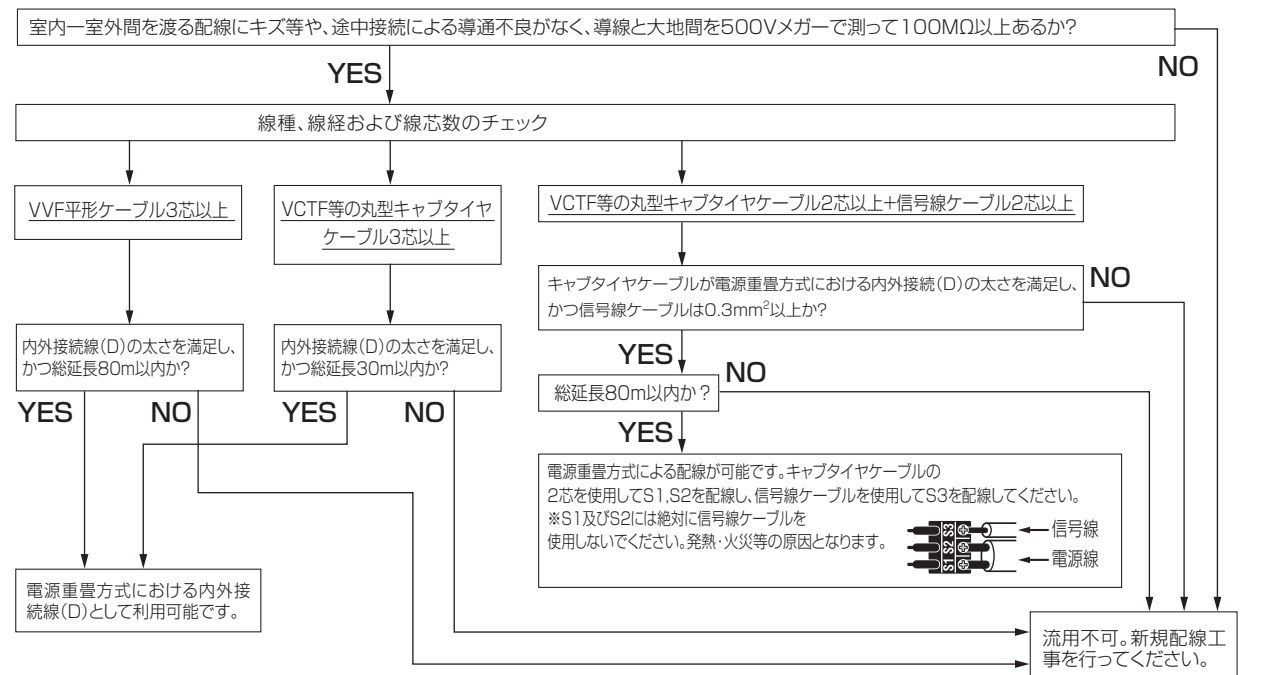 室内ー室外間を渡る配線にキズ等や、途中接続による導通不良がなく、導線と大地間を500Vメガーで測って100MΩ以上あるか?
YES
NO
線種、線経および線芯数のチェック
VVF平形ケーブル3芯以上
VCTF等の丸型キャブタイヤ
ケーブル3芯以上
VCTF等の丸型キャブタイヤケーブル2芯以上+信号線ケーブル2芯以上
キャブタイヤケーブルが電源重畳方式における内外接続(D)の太さを満足し、
かつ信号線ケーブルは0.3mm²以上か?
NO
内外接続線(D)の太さを満足し、
かつ総延長80m以内か?
内外接続線(D)の太さを満足し、
かつ総延長30m以内か?
YES
総延長80m以内か?
NO
YES
NO
YES
NO
YES
電源重畳方式による配線が可能です。キャブタイヤケーブルの
2芯を使用してS1,S2を配線し、信号線ケーブルを使用してS3を配線してください。
※S1及びS2には絶対に信号線ケーブルを
使用しないでください。発熱・火災等の原因となります。
S1 S2 S3
信号線
電源線
電源重畳方式における内外接
続線(D)として利用可能です。
流用不可。新規配線工
事を行ってください。